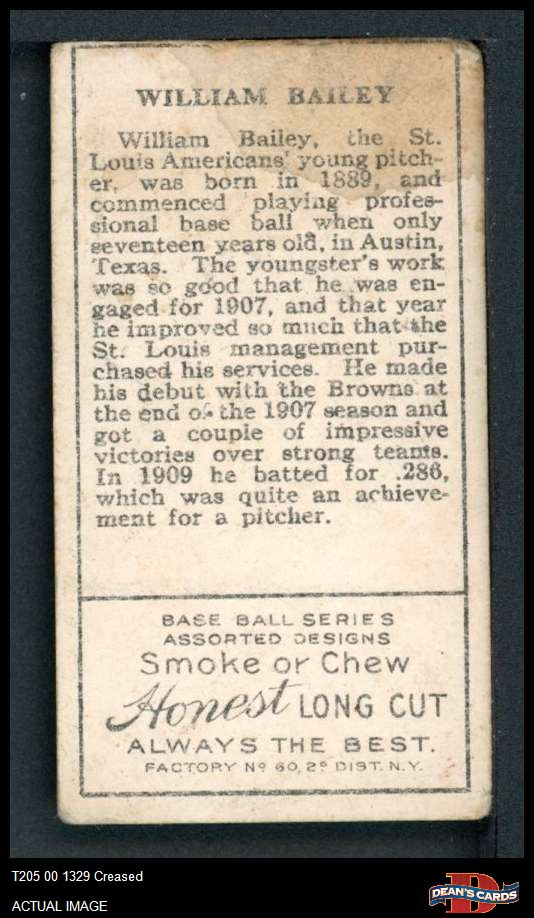 WILLIAM BAILEY
William Bailey, the St.
Louis Americans' young pitch-
er, was born in 1889, and
commenced playing profes-
sional base ball when only
seventeen years old, in Austin,
Texas. The youngster's work
was so good that he was en-
gaged for 1907, and that year
he improved so much that the
St. Louis management pur-
chased his services. He made
his debut with the Browns at
the end of the 1907 season and
got a couple of impressive
victories over strong teams.
In 1909 he batted for .286,
which was quite an achieve-
ment for a pitcher.
BASE BALL SERIES
ASSORTED DESIGNS
Smoke or Chew
Honest LONG CUT
ALWAYS THE BEST.
FACTORY Nº 60, 2º DIST. N.Y.
T205 00 1329 Creased
ACTUAL IMAGE
D
DEAN'S CARDS